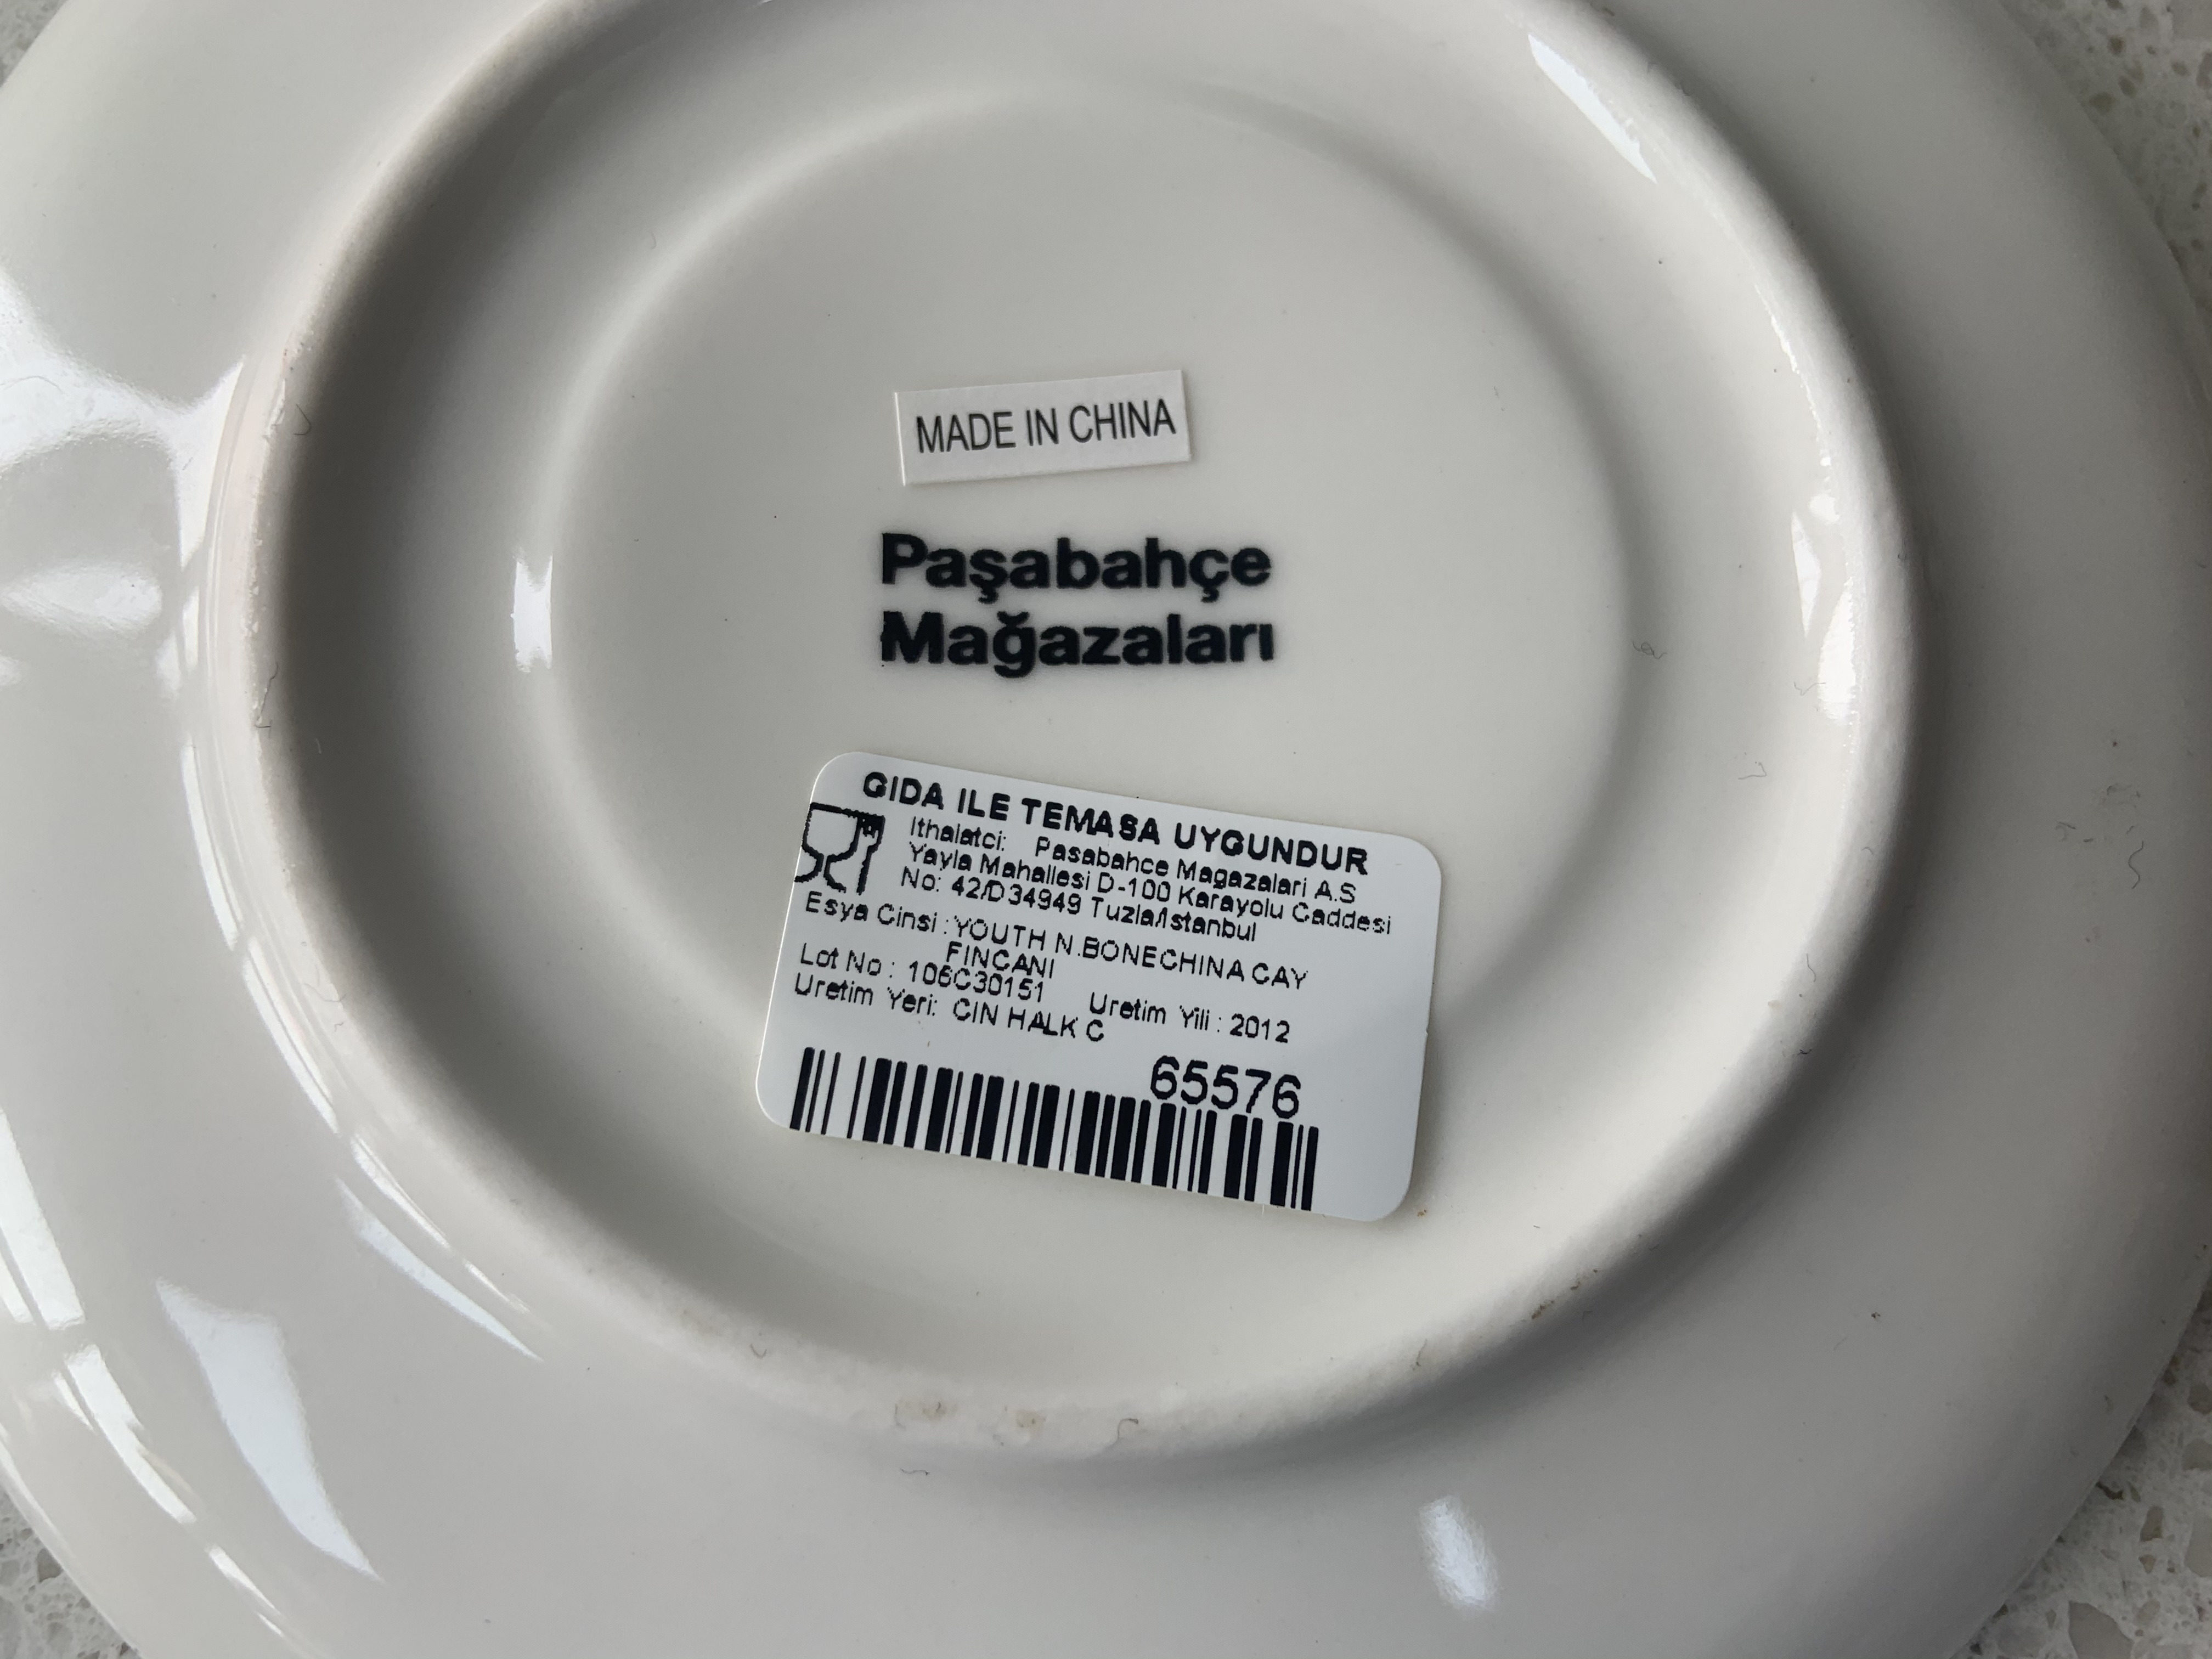 MADE IN CHINA
Paşabahçe
Mağazaları
GIDA ILE TEMASA UYGUNDUR
Ithalatci: Pasabahce Magazalari A.S
Yayla Mahallesi D-100 Karayolu Caddesi
No: 42/D 34949 Tuzla/Istanbul
Esya Cinsi : YOUTH N.BONECHINA CAY
FINCANI
Lot No : 106C30151 Uretim Yili : 2012
Uretim Yeri: CIN HALK C
65576